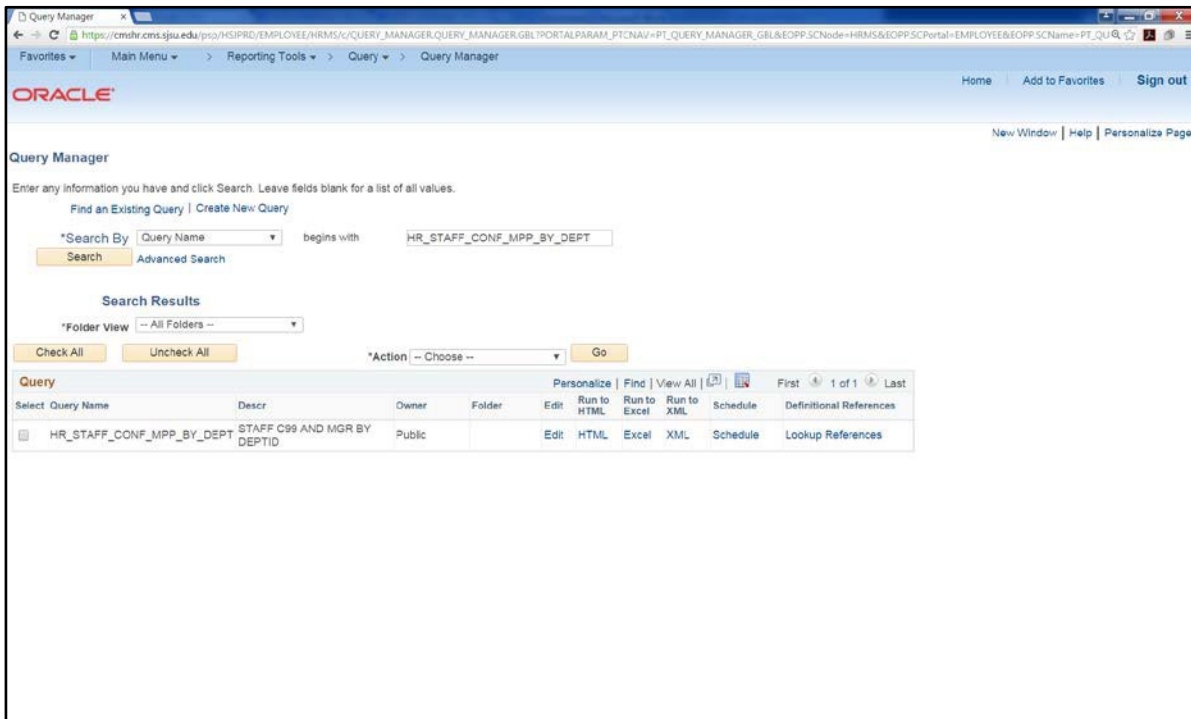 Query Manager
https://cmshr.cms.sjsu.edu/psp/HSJPRD/EMPLOYEE/HRMS/c/QUERY_MANAGER.QUERY_MANAGER.GBL?PORTALPARAM_PTCNAV=PT_QUERY_MANAGER_GBL&EOPP.SCNode=HRMS&EOPP.SCPortal=EMPLOYEE&EOPP.SCName=PT_QU
Favorites Main Menu > Reporting Tools > Query > Query Manager
Home Add to Favorites Sign out
ORACLE
New Window | Help | Personalize Page
Query Manager
Enter any information you have and click Search. Leave fields blank for a list of all values.
Find an Existing Query | Create New Query
*Search By Query Name begins with HR_STAFF_CONF_MPP_BY_DEPT
Search Advanced Search
Search Results
*Folder View -- All Folders --
Check All Uncheck All *Action -- Choose -- Go
Query Personalize | Find | View All | First 1 of 1 Last
Select Query Name Descr Owner Folder Edit Run to HTML Run to Excel Run to XML Schedule Definitional References
HR_STAFF_CONF_MPP_BY_DEPT STAFF C99 AND MGR BY DEPTID Public Edit HTML Excel XML Schedule Lookup References